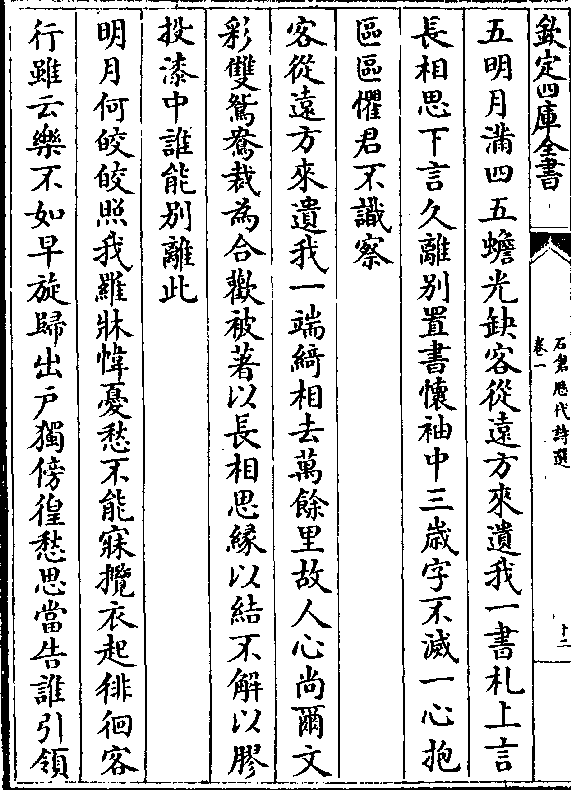 欽定四庫全書
石倉歷代詩選
卷一
十二
五明月滿四五蟾光缺客從遠方來遺我一書札上言
長相思下言久離別置書懷袖中三歲字不滅一心抱
區區懼君不識察
客從遠方來遺我一端綺相去萬餘里故人心尚爾文
彩雙鴛鴦裁為合歡被著以長相思緣以結不解以膠
投漆中誰能別離此
明月何皎皎照我羅牀幃憂愁不能寐攬衣起徘徊客
行雖云樂不如早旋歸出戶獨傍徨愁思當告誰引領